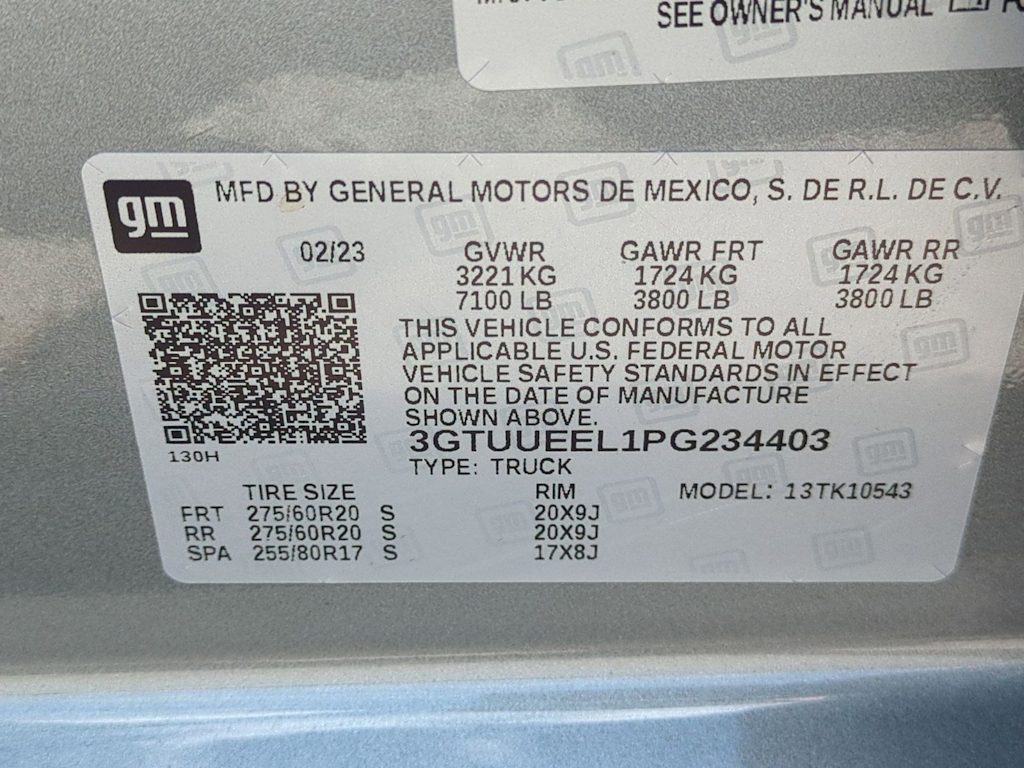 SEE OWNER'S MANUAL
gm
MFD BY GENERAL MOTORS DE MEXICO, S. DE R.L. DE C.V.
02/23 GVWR GAWR FRT GAWR RR
3221 KG 1724 KG 1724 KG
7100 LB 3800 LB 3800 LB
THIS VEHICLE CONFORMS TO ALL
APPLICABLE U.S. FEDERAL MOTOR
VEHICLE SAFETY STANDARDS IN EFFECT
ON THE DATE OF MANUFACTURE
SHOWN ABOVE.
3GTUUEEL1PG234403
130H
TYPE: TRUCK
TIRE SIZE RIM MODEL: 13TK10543
FRT 275/60R20 S 20X9J
RR 275/60R20 S 20X9J
SPA 255/80R17 S 17X8J